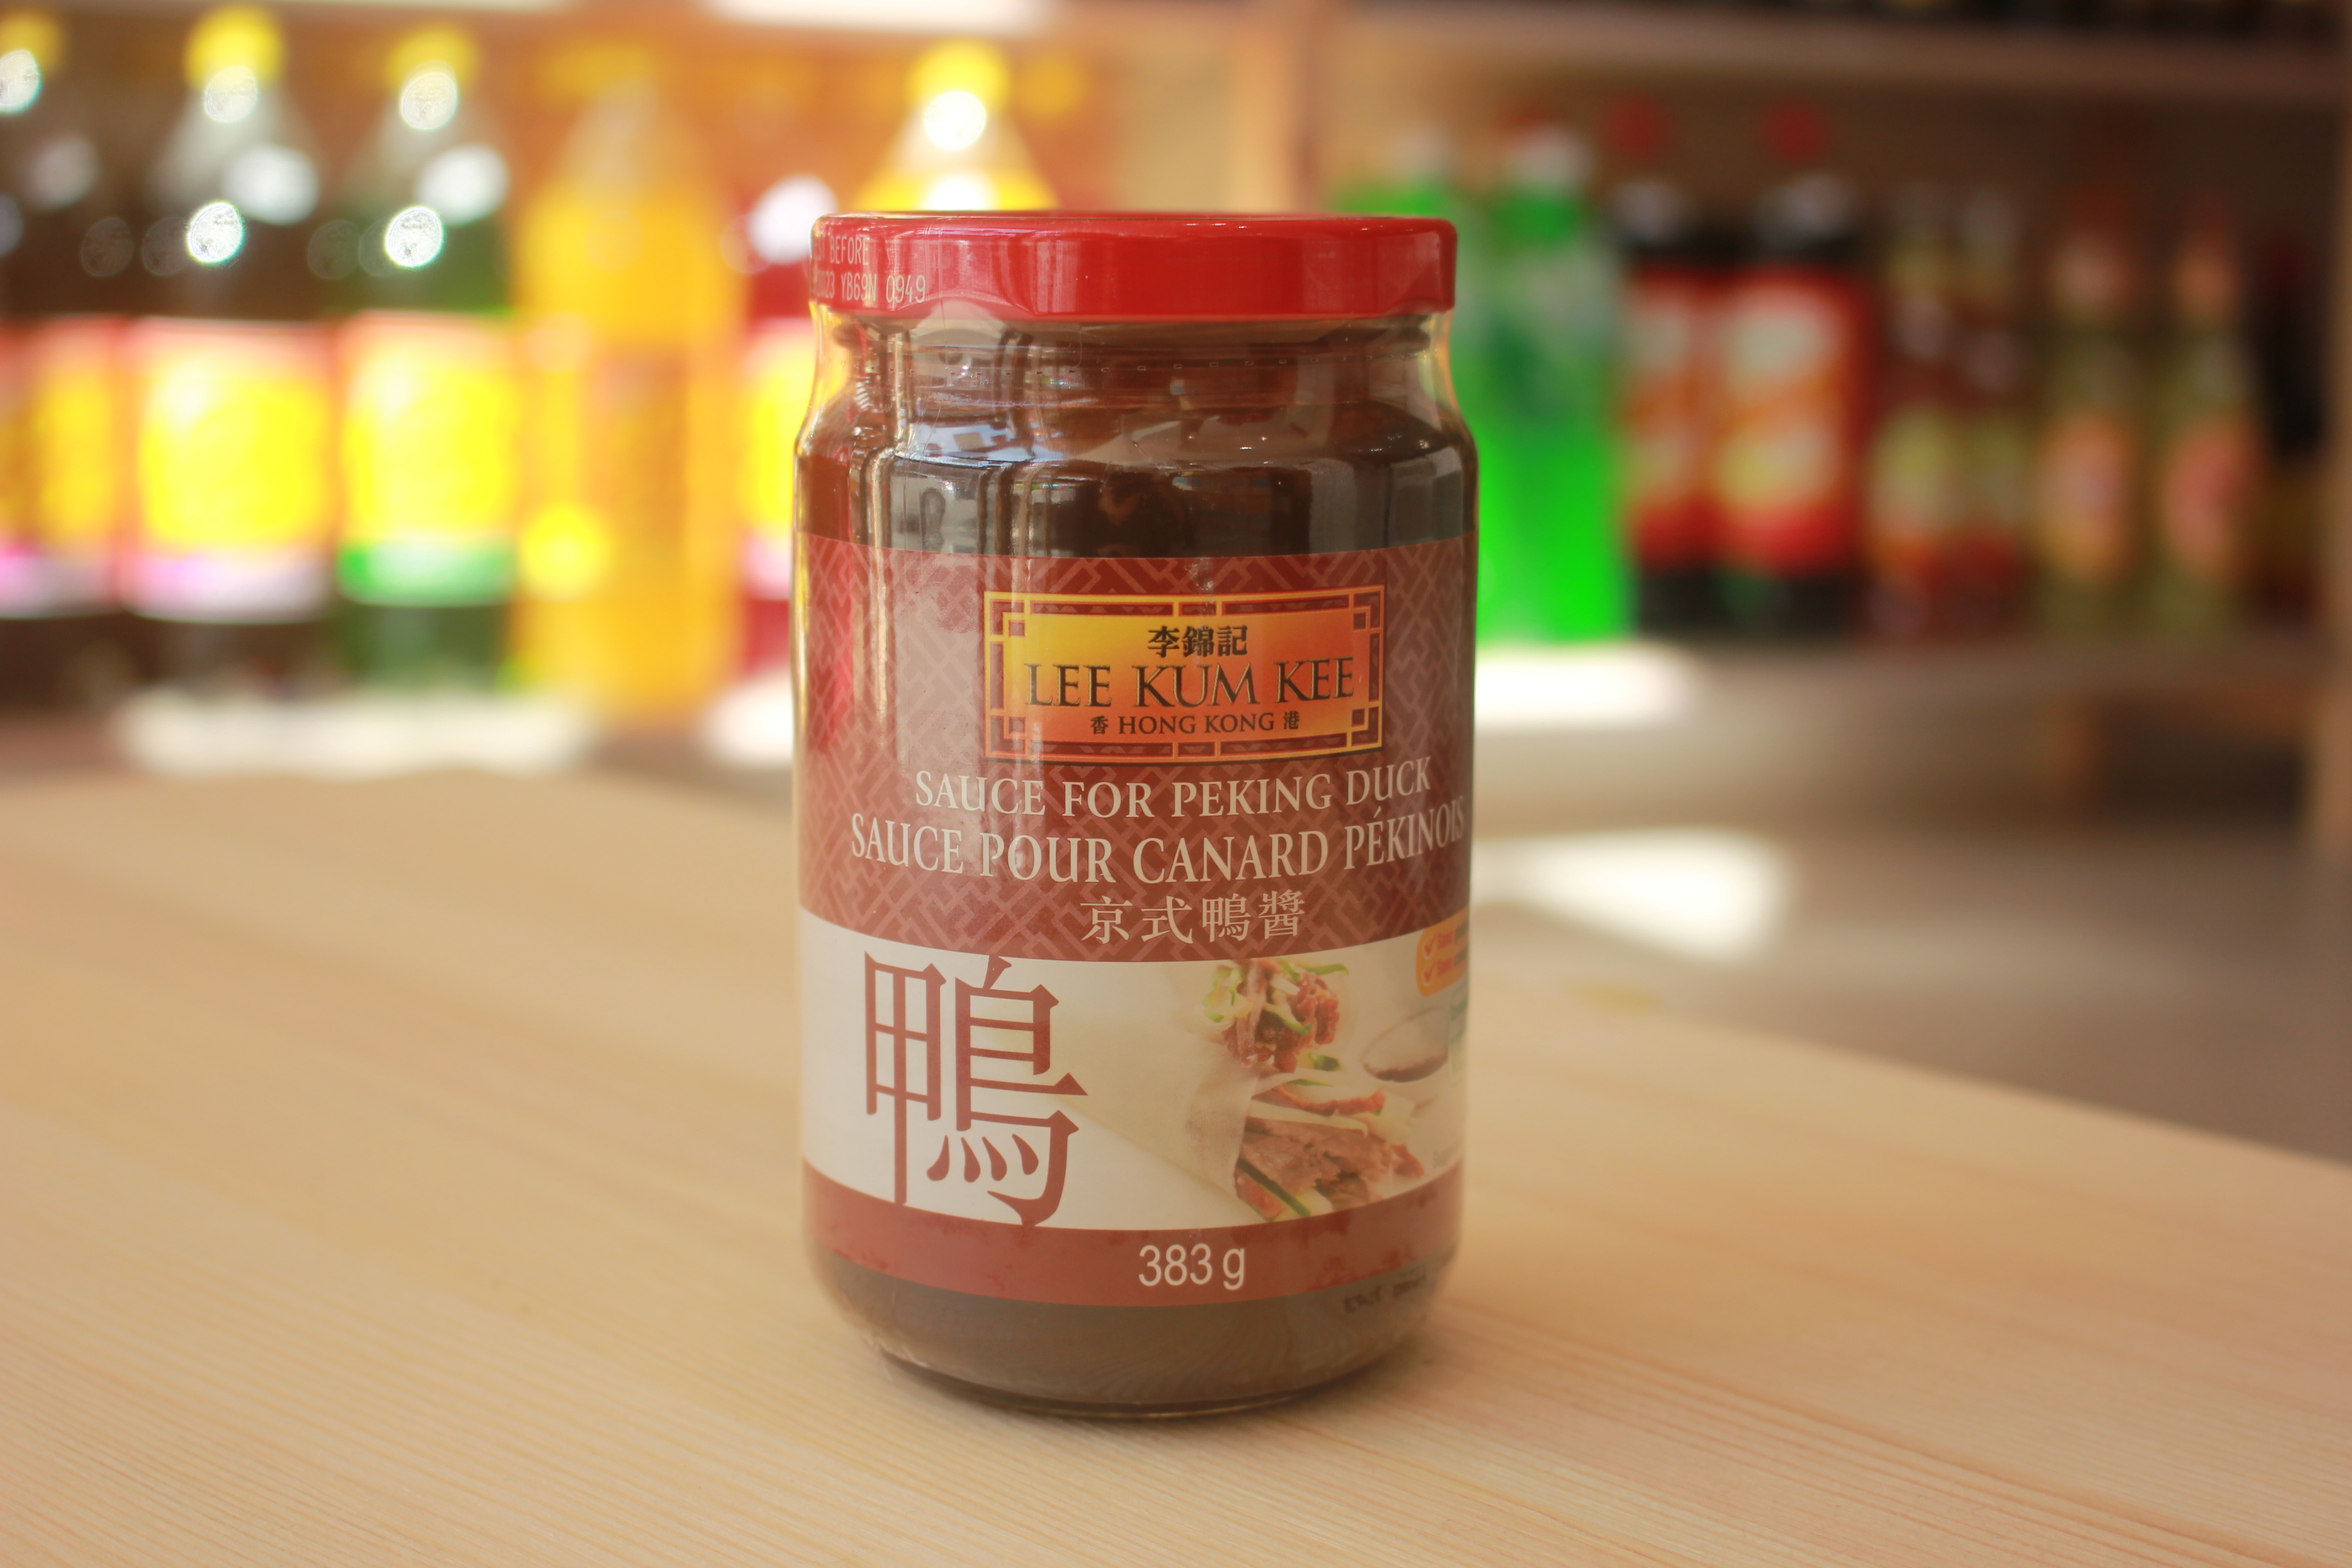 BEFORE
YB69N 0949
李錦記
LEE KUM KEE
香 HONG KONG 港
SAUCE FOR PEKING DUCK
SAUCE POUR CANARD PÉKINOIS
京式鴨醬
鴨
383 g